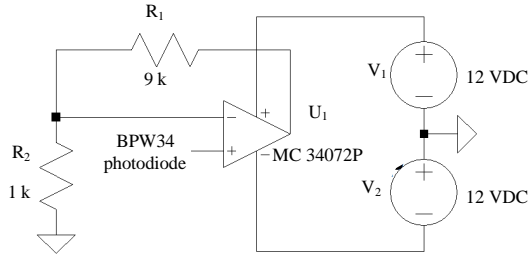 R1
9 k
V1
+
−
12 VDC
− + U1
BPW34
photodiode
+ − MC 34072P
R2
1 k
V2
+
−
12 VDC